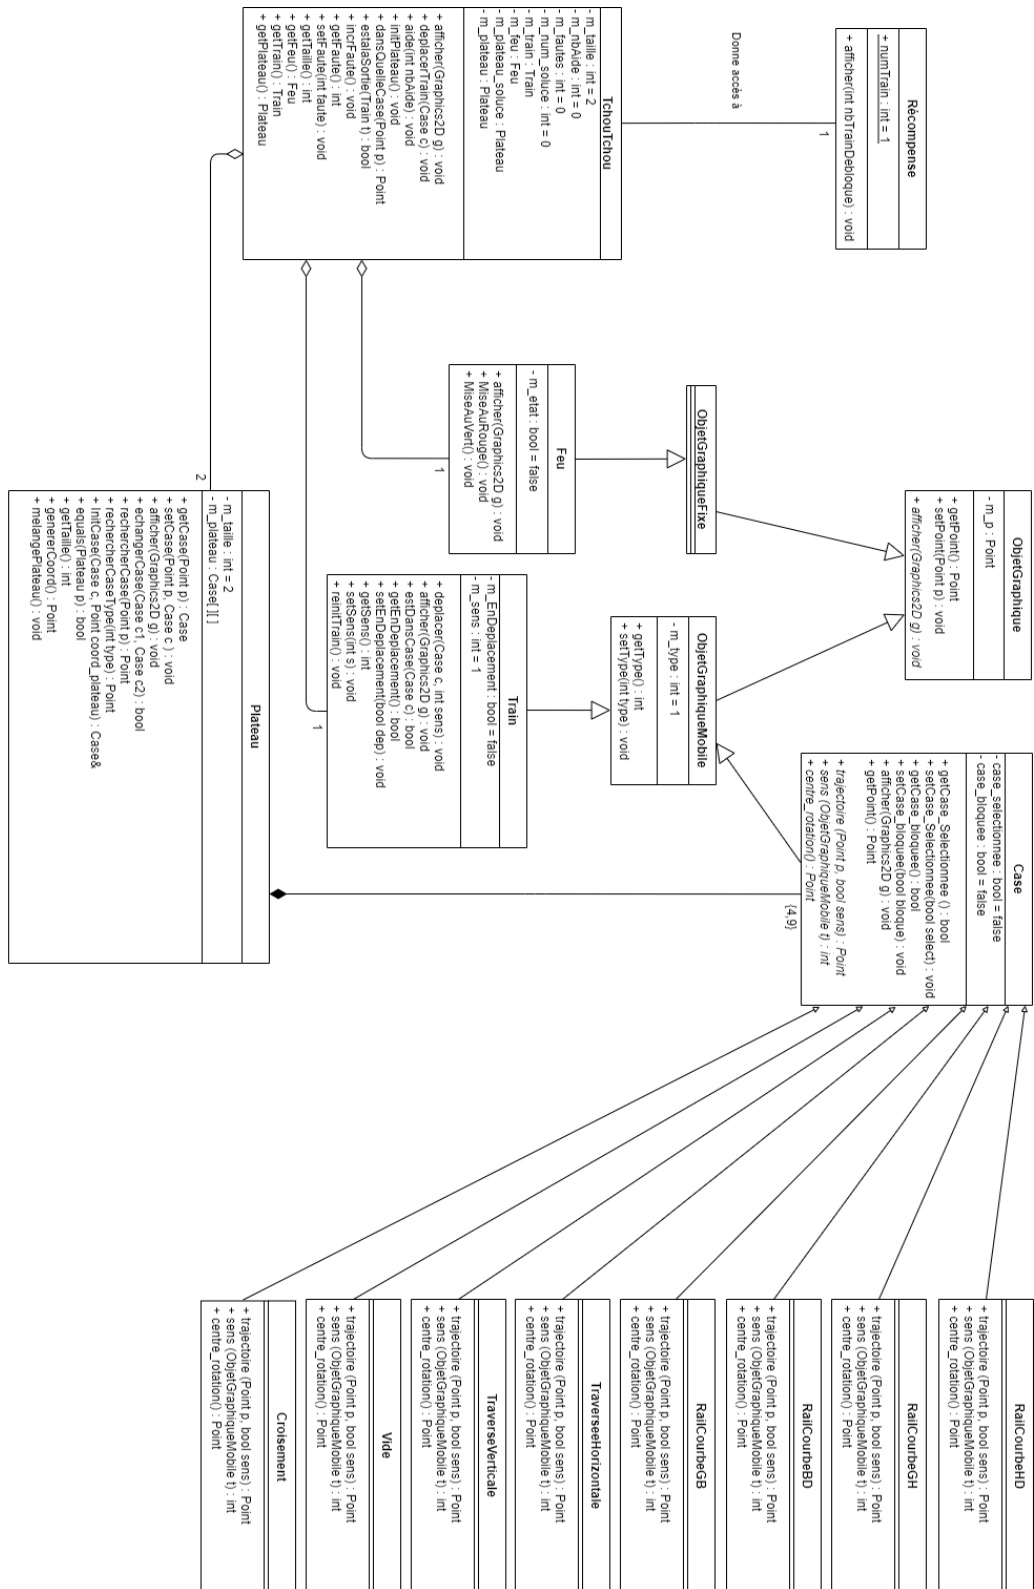 Récompense
+ numTrain : int = 1
+ afficher(int nbTrainDebloque) : void
Donne accès à
1
TchouTchou
- m_taille : int = 2
- m_nbAide : int = 0
- m_fautes : int = 0
- m_num_soluce : int = 0
- m_train : Train
- m_feu : Feu
- m_plateau_soluce : Plateau
- m_plateau : Plateau
+ afficher(Graphics2D g) : void
+ deplacerTrain(Case c) : void
+ aide(int nbAide) : void
+ initPlateau() : void
+ dansQuelleCase(Point p) : Point
+ estalaSortie(Train t) : bool
+ incrFaute() : void
+ getFaute() : int
+ setFaute(int faute) : void
+ getTaille() : int
+ getFeu() : Feu
+ getTrain() : Train
+ getPlateau() : Plateau
ObjetGraphique
- m_p : Point
+ getPoint() : Point
+ setPoint(Point p) : void
+ afficher(Graphics2D g) : void
ObjetGraphiqueFixe
Feu
- m_etat : bool = false
+ afficher(Graphics2D g) : void
+ MiseAuRouge() : void
+ MiseAuVert() : void
1
ObjetGraphiqueMobile
- m_type : int = 1
+ getType() : int
+ setType(int type) : void
Train
- m_EnDeplacement : bool = false
- m_sens : int = 1
+ deplacer(Case c, int sens) : void
+ afficher(Graphics2D g) : void
+ estDansCase(Case c) : bool
+ getEnDeplacement() : bool
+ setEnDeplacement(bool dep) : void
+ getSens() : int
+ setSens(int s) : void
+ reinitTrain() : void
1
2
Plateau
- m_taille : int = 2
- m_plateau : Case[ ][ ]
+ getCase(Point p) : Case
+ setCase(Point p, Case c ) : void
+ afficher(Graphics2D g) : void
+ echangerCase(Case c1, Case c2) : bool
+ rechercherCase(Point p) : Point
+ rechercherCaseType(int type) : Point
+ InitCase(Case c, Point coord_plateau) : Case&
+ equals(Plateau p) : bool
+ getTaille() : int
+ genererCoord() : Point
+ melangePlateau() : void
Case
- case_selectionnee : bool = false
- case_bloquee : bool = false
+ getCase_Selectionnee () : bool
+ setCase_Selectionnee(bool select) : void
+ getCase_bloquee() : bool
+ setCase_bloquee(bool bloque) : void
+ afficher(Graphics2D g) : void
+ getPoint() : Point
+ trajectoire (Point p, bool sens) : Point
+ sens (ObjetGraphiqueMobile t) : int
+ centre_rotation() : Point
{4,9}
RailCourbeHD
+ trajectoire (Point p, bool sens) : Point
+ sens (ObjetGraphiqueMobile t) : int
+ centre_rotation() : Point
RailCourbeGH
+ trajectoire (Point p, bool sens) : Point
+ sens (ObjetGraphiqueMobile t) : int
+ centre_rotation() : Point
RailCourbeBD
+ trajectoire (Point p, bool sens) : Point
+ sens (ObjetGraphiqueMobile t) : int
+ centre_rotation() : Point
RailCourbeGB
+ trajectoire (Point p, bool sens) : Point
+ sens (ObjetGraphiqueMobile t) : int
+ centre_rotation() : Point
TraverseeHorizontale
+ trajectoire (Point p, bool sens) : Point
+ sens (ObjetGraphiqueMobile t) : int
+ centre_rotation() : Point
TraverseVerticale
+ trajectoire (Point p, bool sens) : Point
+ sens (ObjetGraphiqueMobile t) : int
+ centre_rotation() : Point
Vide
+ trajectoire (Point p, bool sens) : Point
+ sens (ObjetGraphiqueMobile t) : int
+ centre_rotation() : Point
Croisement
+ trajectoire (Point p, bool sens) : Point
+ sens (ObjetGraphiqueMobile t) : int
+ centre_rotation() : Point